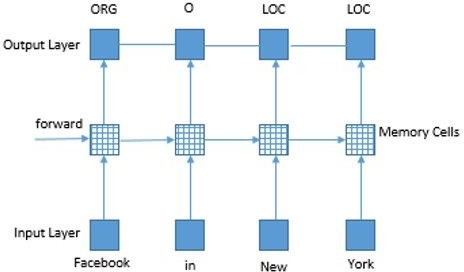 ORG O LOC LOC
Output Layer
forward
Memory Cells
Input Layer
Facebook in New York